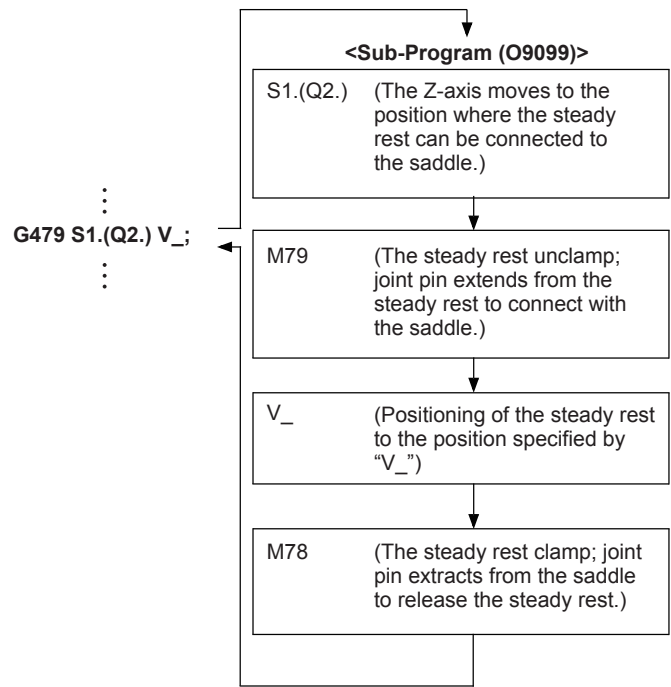 <Sub-Program (O9099)>
S1.(Q2.) (The Z-axis moves to the
position where the steady
rest can be connected to
the saddle.)
G479 S1.(Q2.) V_;
M79 (The steady rest unclamp;
joint pin extends from the
steady rest to connect with
the saddle.)
V_ (Positioning of the steady rest
to the position specified by
“V_”)
M78 (The steady rest clamp; joint
pin extracts from the saddle
to release the steady rest.)